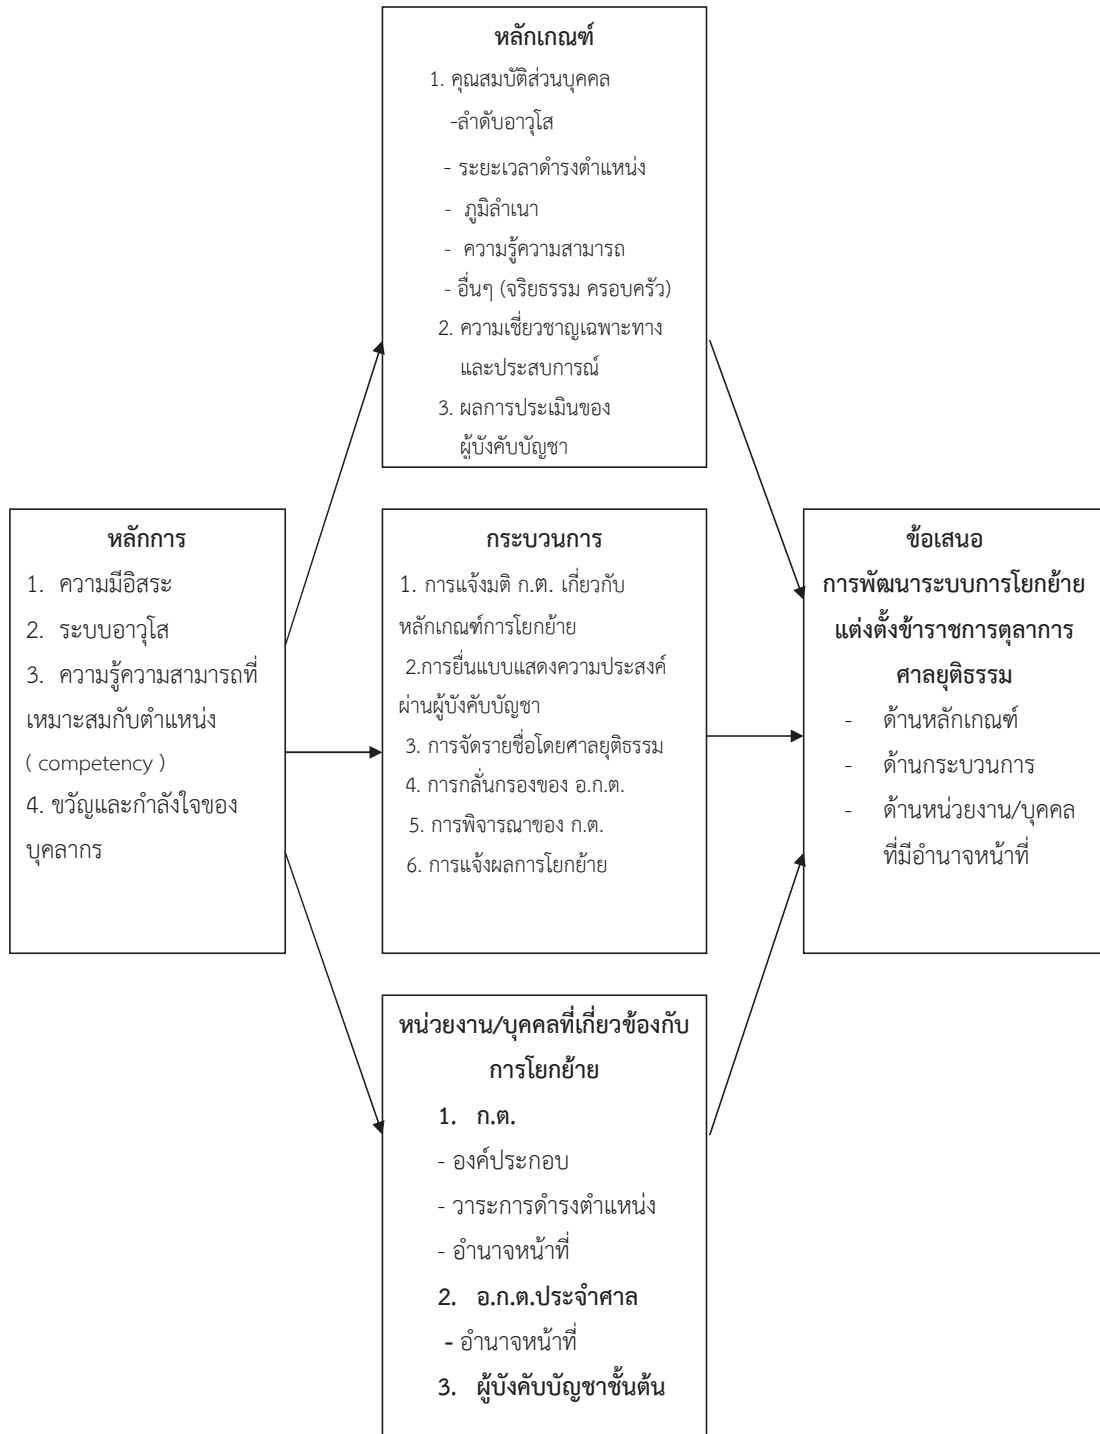 หลักเกณฑ์
1. คุณสมบัติส่วนบุคคล
-ลำดับอาวุโส
- ระยะเวลาดำรงตำแหน่ง
- ภูมิลำเนา
- ความรู้ความสามารถ
- อื่นๆ (จริยธรรม ครอบครัว)
2. ความเชี่ยวชาญเฉพาะทาง
และประสบการณ์
3. ผลการประเมินของ
ผู้บังคับบัญชา
หลักการ
1. ความมีอิสระ
2. ระบบอาวุโส
3. ความรู้ความสามารถที่
เหมาะสมกับตำแหน่ง
( competency )
4. ขวัญและกำลังใจของ
บุคลากร
กระบวนการ
1. การแจ้งมติ ก.ต. เกี่ยวกับ
หลักเกณฑ์การโยกย้าย
2.การยื่นแบบแสดงความประสงค์
ผ่านผู้บังคับบัญชา
3. การจัดรายชื่อโดยศาลยุติธรรม
4. การกลั่นกรองของ อ.ก.ต.
5. การพิจารณาของ ก.ต.
6. การแจ้งผลการโยกย้าย
ข้อเสนอ
การพัฒนาระบบการโยกย้าย
แต่งตั้งข้าราชการตุลาการ
ศาลยุติธรรม
- ด้านหลักเกณฑ์
- ด้านกระบวนการ
- ด้านหน่วยงาน/บุคคล
ที่มีอำนาจหน้าที่
หน่วยงาน/บุคคลที่เกี่ยวข้องกับ
การโยกย้าย
1. ก.ต.
- องค์ประกอบ
- วาระการดำรงตำแหน่ง
- อำนาจหน้าที่
2. อ.ก.ต.ประจำศาล
- อำนาจหน้าที่
3. ผู้บังคับบัญชาชั้นต้น